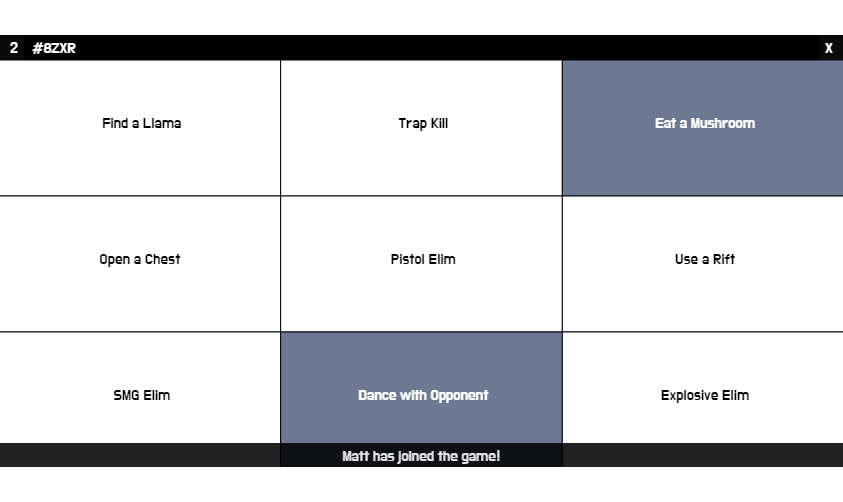 2 #8ZXR X
Find a Llama Trap Kill Eat a Mushroom
Open a Chest Pistol Elim Use a Rift
SMG Elim Dance with Opponent Explosive Elim
Matt has joined the game!